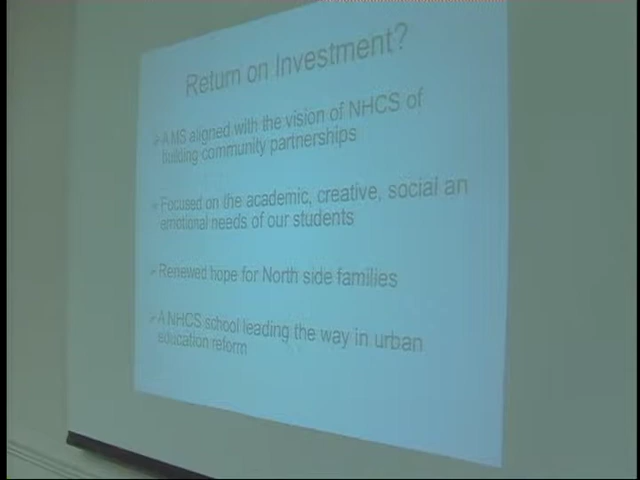 Return on Investment?
➢ A MS aligned with the vision of NHCS of
building community partnerships
➢ Focused on the academic, creative, social an
emotional needs of our students
➢ Renewed hope for North side families
➢ A NHCS school leading the way in urban
education reform